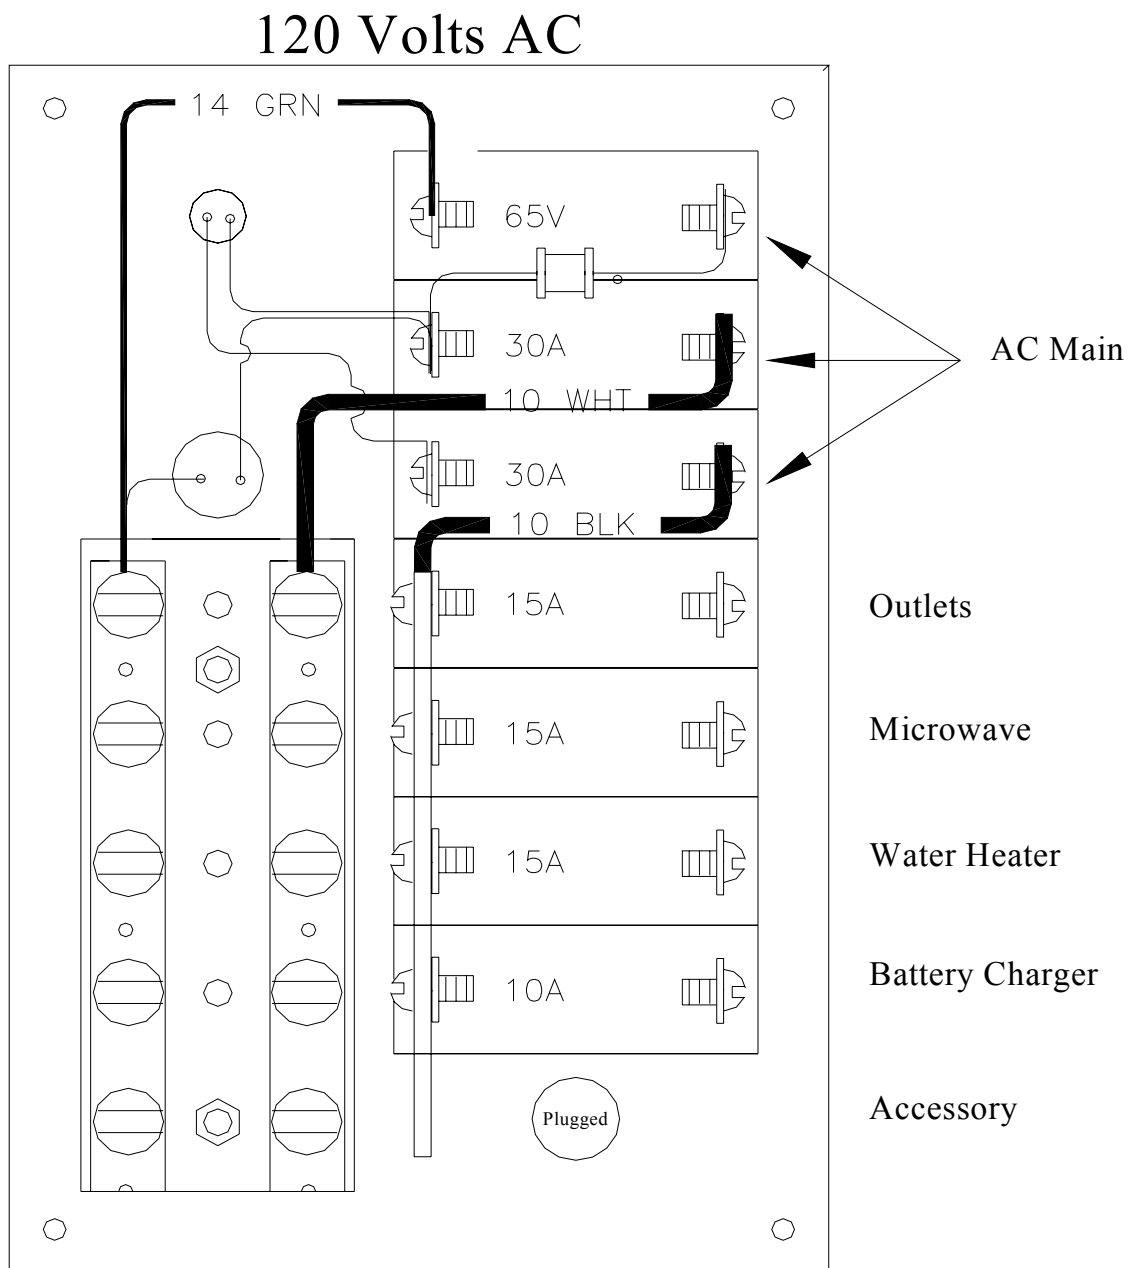 120 Volts AC
14 GRN
65V
30A
AC Main
10 WHT
30A
10 BLK
15A
Outlets
15A
Microwave
15A
Water Heater
10A
Battery Charger
Plugged
Accessory